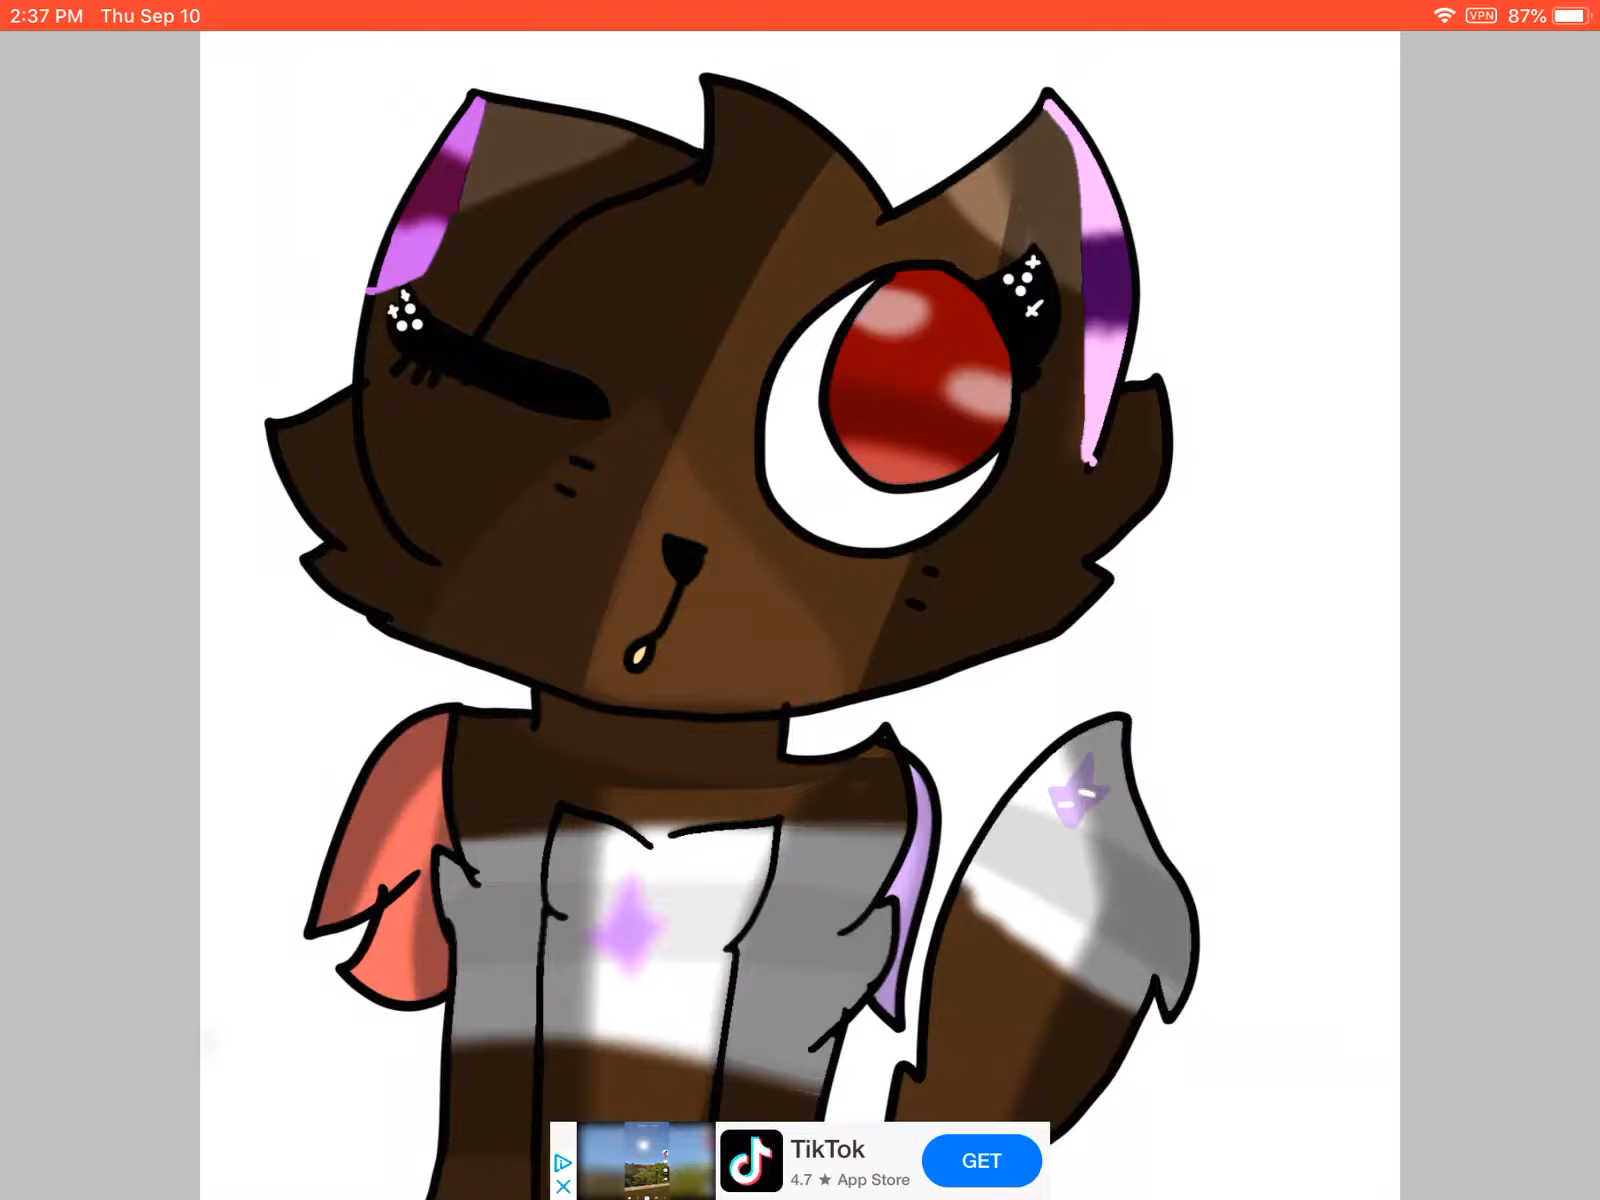 2:37 PM Thu Sep 10
VPN 87%
TikTok
4.7 ★ App Store
GET